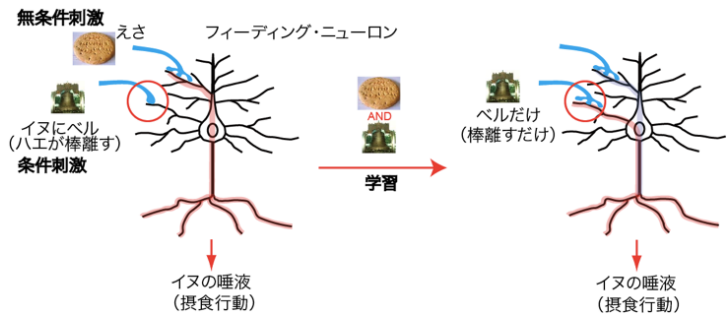 無条件刺激
えさ
フィーディング・ニューロン
イヌにベル
(ハエが棒離す)
条件刺激
AND
学習
ベルだけ
(棒離すだけ)
イヌの唾液
(摂食行動)
イヌの唾液
(摂食行動)